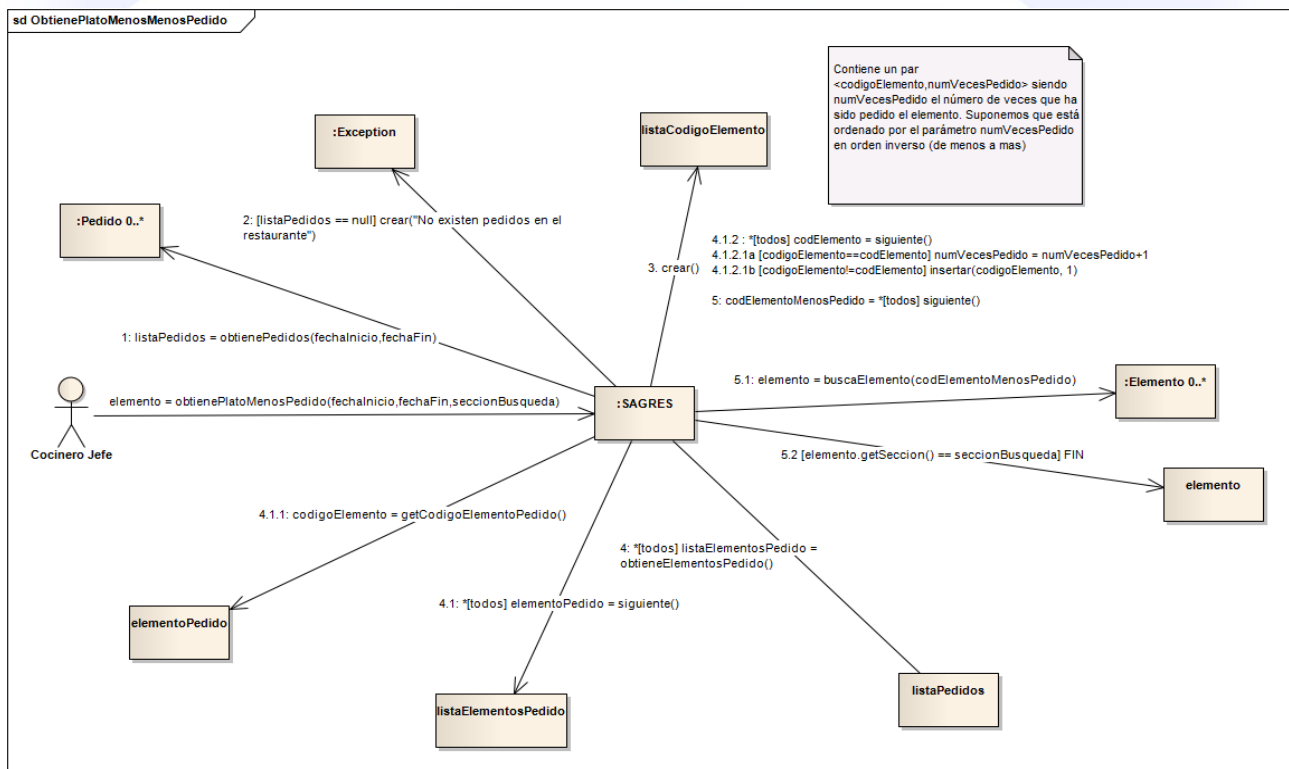 sd ObtienePlatoMenosMenosPedido
Contiene un par
<codigoElemento,numVecesPedido> siendo
numVecesPedido el número de veces que ha
sido pedido el elemento. Suponemos que está
ordenado por el parámetro numVecesPedido
en orden inverso (de menos a mas)
:Exception
listaCodigoElemento
:Pedido 0..*
2: [listaPedidos == null] crear("No existen pedidos en el
restaurante")
4.1.2 : *[todos] codElemento = siguiente()
4.1.2.1a [codigoElemento==codElemento] numVecesPedido = numVecesPedido+1
4.1.2.1b [codigoElemento!=codElemento] insertar(codigoElemento, 1)
3. crear()
5: codElementoMenosPedido = *[todos] siguiente()
1: listaPedidos = obtienePedidos(fechaInicio,fechaFin)
5.1: elemento = buscaElemento(codElementoMenosPedido)
:Elemento 0..*
elemento = obtienePlatoMenosPedido(fechaInicio,fechaFin,seccionBusqueda)
:SAGRES
Cocinero Jefe
5.2 [elemento.getSeccion() == seccionBusqueda] FIN
elemento
4.1.1: codigoElemento = getCodigoElementoPedido()
4: *[todos] listaElementosPedido =
obtieneElementosPedido()
4.1: *[todos] elementoPedido = siguiente()
elementoPedido
listaPedidos
listaElementosPedido